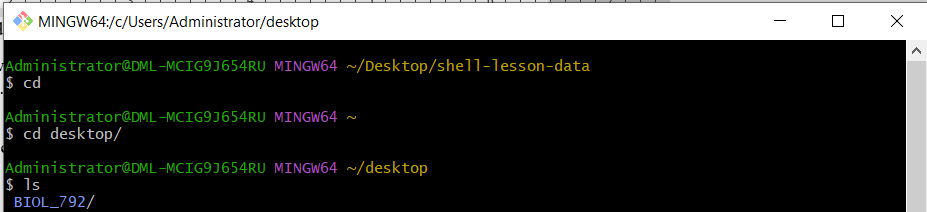 MINGW64:/c/Users/Administrator/desktop
Administrator@DML-MCIG9J654RU MINGW64 ~/Desktop/shell-lesson-data
$ cd
Administrator@DML-MCIG9J654RU MINGW64 ~
$ cd desktop/
Administrator@DML-MCIG9J654RU MINGW64 ~/desktop
$ ls
BIOL_792/